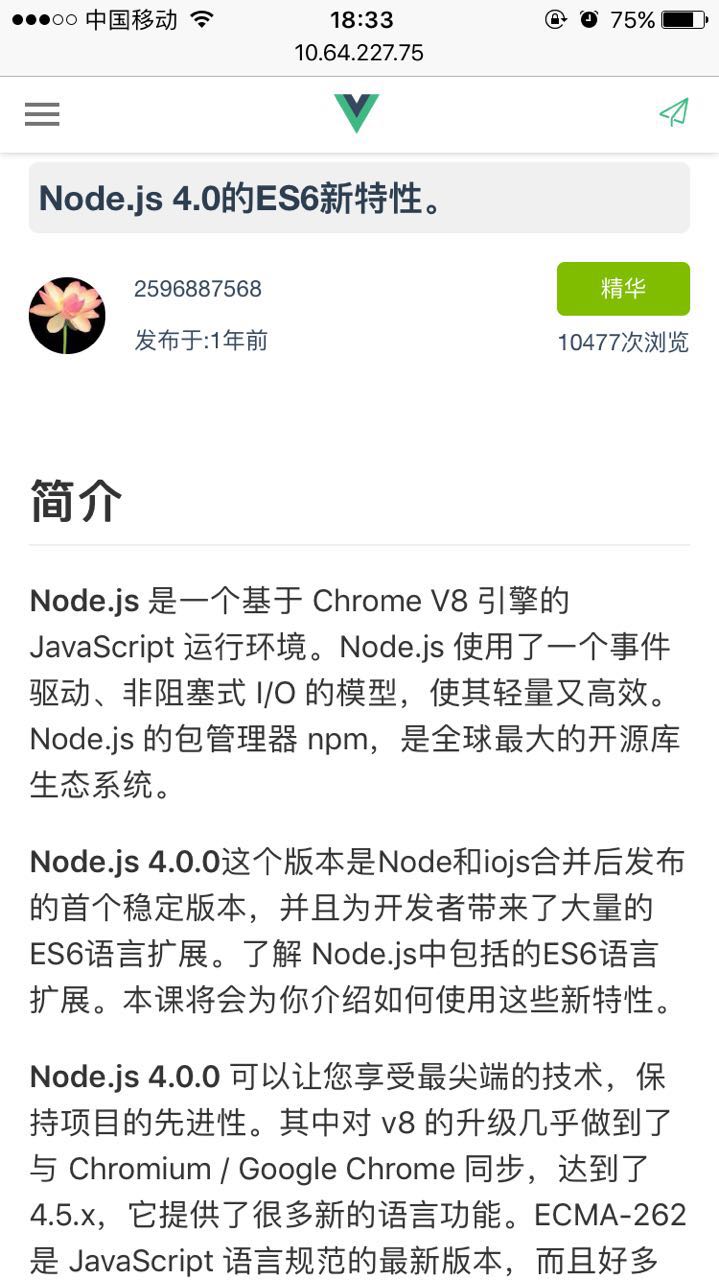 中国移动 18:33 75%
10.64.227.75
Node.js 4.0的ES6新特性。
2596887568
精华
发布于:1年前
10477次浏览
简介
Node.js 是一个基于 Chrome V8 引擎的
JavaScript 运行环境。Node.js 使用了一个事件
驱动、非阻塞式 I/O 的模型，使其轻量又高效。
Node.js 的包管理器 npm，是全球最大的开源库
生态系统。
Node.js 4.0.0这个版本是Node和iojs合并后发布
的首个稳定版本，并且为开发者带来了大量的
ES6语言扩展。了解 Node.js中包括的ES6语言
扩展。本课将会为你介绍如何使用这些新特性。
Node.js 4.0.0 可以让您享受最尖端的技术，保
持项目的先进性。其中对 v8 的升级几乎做到了
与 Chromium / Google Chrome 同步，达到了
4.5.x，它提供了很多新的语言功能。ECMA-262
是 JavaScript 语言规范的最新版本，而且好多